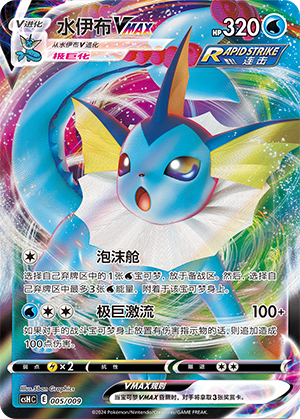 V进化 水伊布VMAX HP320
从水伊布V进化
极巨化
RAPID STRIKE
连击
泡沫舱
选择自己弃牌区中的1张宝可梦,放于备战区。然后,选择自己弃牌区中最多3张能量,附着于该宝可梦身上。
极巨激流 100+
如果对手的战斗宝可梦身上放置有伤害指示物的话,则追加造成100点伤害。
弱点 ×2 抗性 撤退
VMAX规则
当宝可梦VMAX昏厥时,对手将拿取3张奖赏卡。
Illus.5ban Graphics
csHC E 005/009
©2024 Pokémon/Nintendo/Creatures/GAME FREAK.